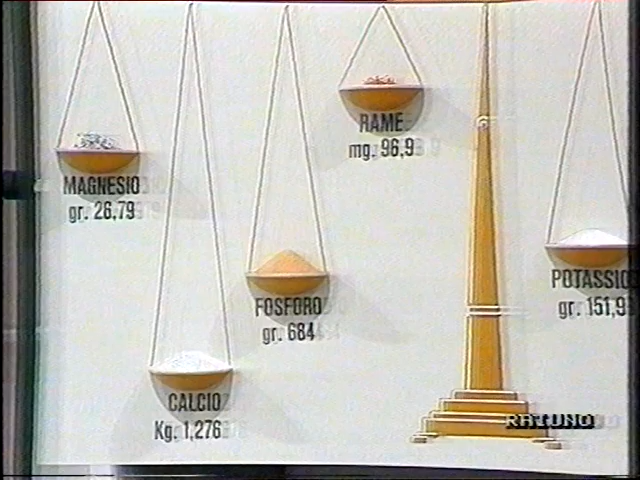 RAME
mg. 96,9
MAGNESIO
gr. 26,79
POTASSIO
gr. 151,9
FOSFORO
gr. 684
CALCIO
Kg. 1,276
RAIUNO